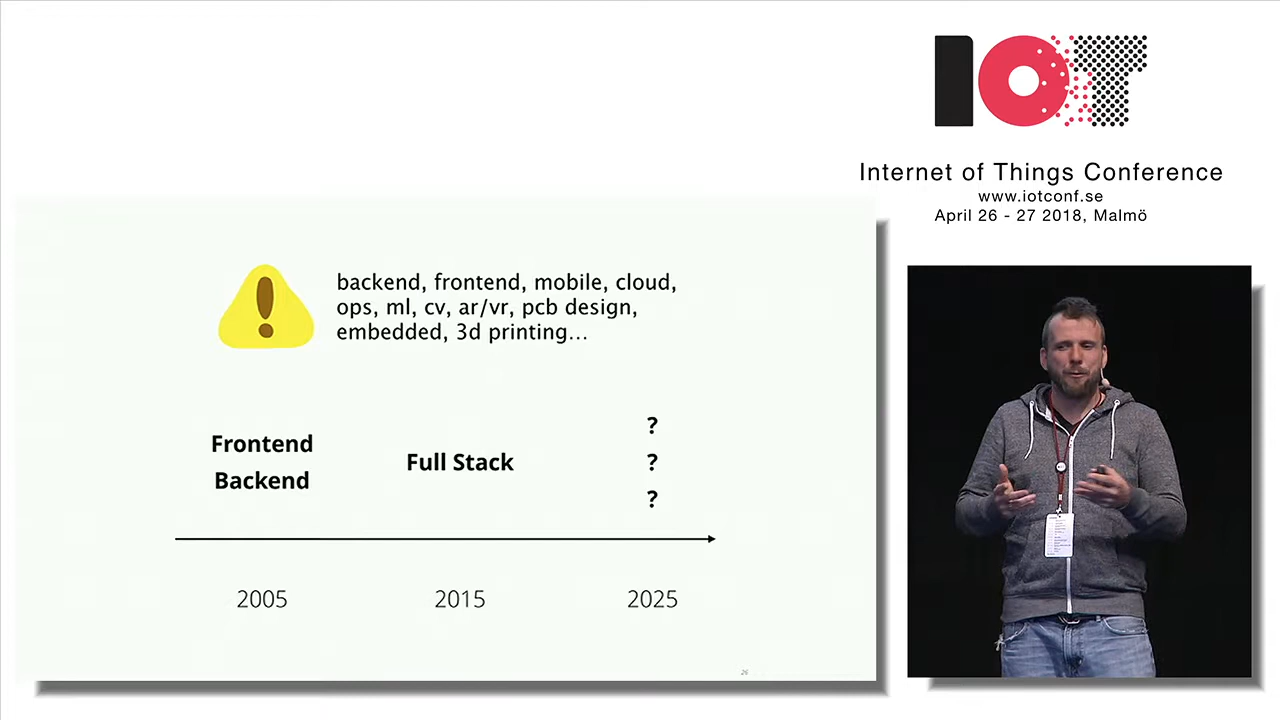 IOT
Internet of Things Conference
www.iotconf.se
April 26 - 27 2018, Malmö
backend, frontend, mobile, cloud,
ops, ml, cv, ar/vr, pcb design,
embedded, 3d printing...
Frontend
Backend
Full Stack
?
?
?
2005
2015
2025